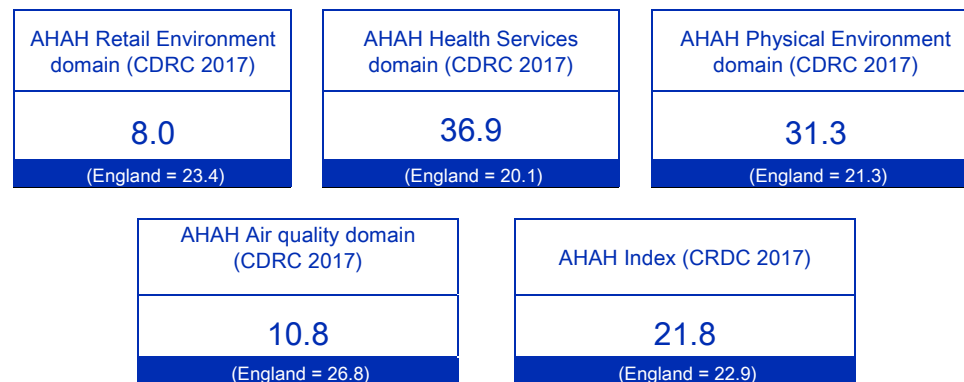 AHAH Retail Environment
domain (CDRC 2017)
8.0
(England = 23.4)
AHAH Health Services
domain (CDRC 2017)
36.9
(England = 20.1)
AHAH Physical Environment
domain (CDRC 2017)
31.3
(England = 21.3)
AHAH Air quality domain
(CDRC 2017)
10.8
(England = 26.8)
AHAH Index (CRDC 2017)
21.8
(England = 22.9)